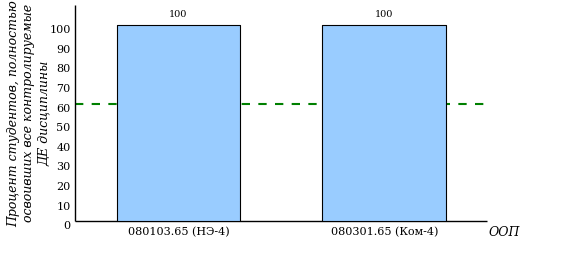 Процент студентов, полностью
освоивших все контролируемые
ДЕ дисциплины
100
90
80
70
60
50
40
30
20
10
0
100
100
080103.65 (НЭ-4)
080301.65 (Ком-4)
ООП